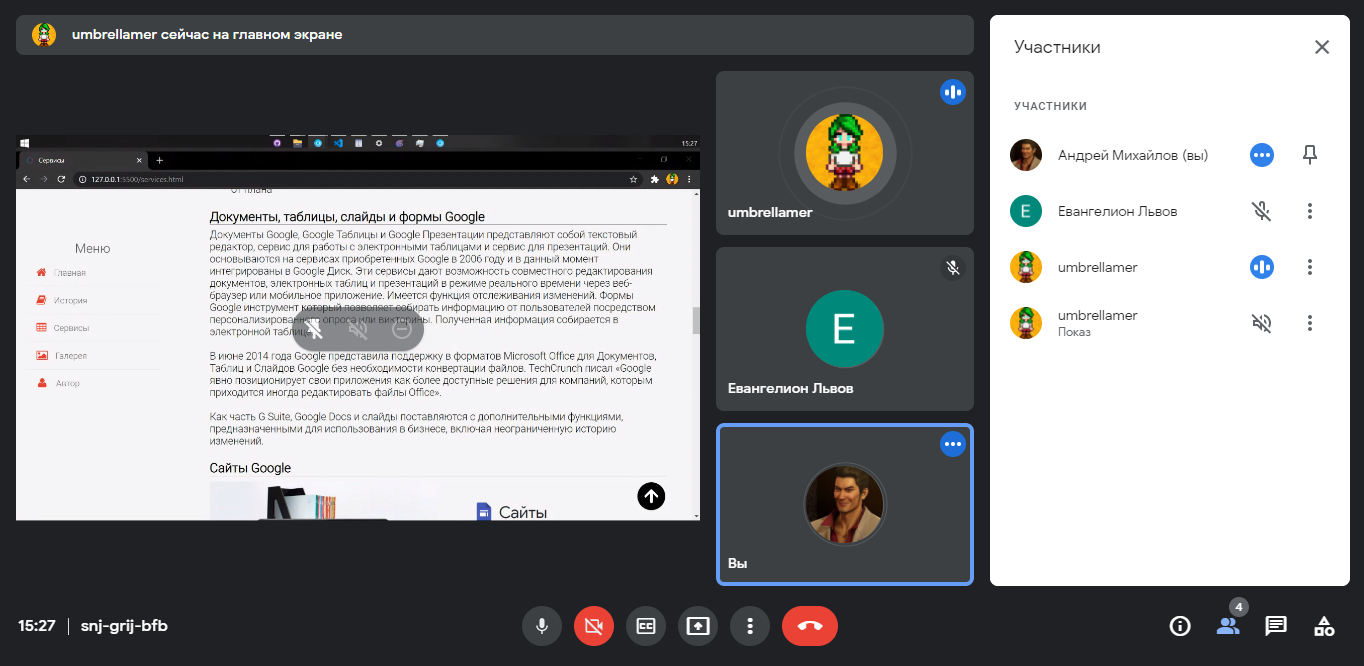 umbrellamer сейчас на главном экране
15:27
Сервисы
127.0.0.1:5500/services.html
От плана
Документы, таблицы, слайды и формы Google
Документы Google, Google Таблицы и Google Презентации представляют собой текстовый
редактор, сервис для работы с электронными таблицами и сервис для презентаций. Они
основываются на сервисах приобретенных Google в 2006 году и в данный момент
интегрированы в Google Диск. Эти сервисы дают возможность совместного редактирования
документов, электронных таблиц и презентаций в режиме реального времени через веб-
браузер или мобильное приложение. Имеется функция отслеживания изменений. Формы
Google инструмент который позволяет собирать информацию от пользователей посредством
персонализированного опроса или викторины. Полученная информация собирается в
электронной таблице
В июне 2014 года Google представила поддержку в форматов Microsoft Office для Документов,
Таблиц и Слайдов Google без необходимости конвертации файлов. TechCrunch писал «Google
явно позиционирует свои приложения как более доступные решения для компаний, которым
приходится иногда редактировать файлы Office».
Как часть G Suite, Google Docs и слайды поставляются с дополнительными функциями,
предназначенными для использования в бизнесе, включая неограниченную историю
изменений.
Сайты Google
Сайты
Меню
Главная
История
Сервисы
Галерея
Автор
umbrellamer
E
Евангелион Львов
Вы
Участники
УЧАСТНИКИ
Андрей Михайлов (вы)
E
Евангелион Львов
umbrellamer
umbrellamer
Показ
15:27
snj-grij-bfb
CC
4